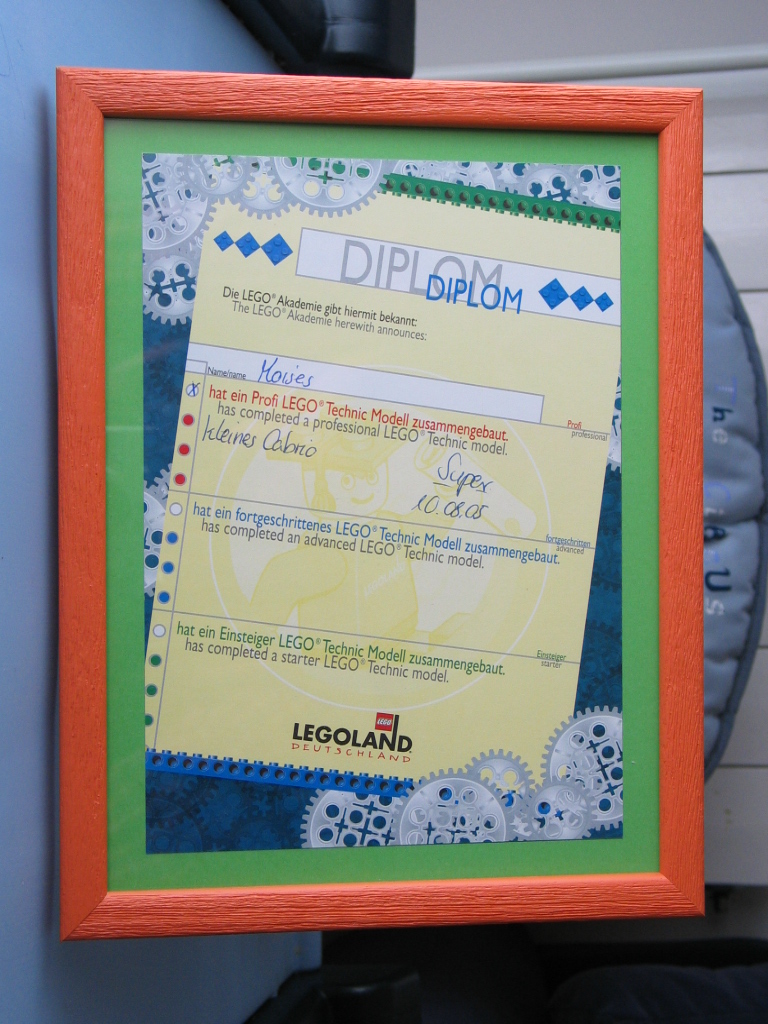 DIPLOM
DIPLOM
Die LEGO® Akademie gibt hiermit bekannt:
The LEGO® Akademie herewith announces:
Name/name Moises
x hat ein Profi LEGO® Technic Modell zusammengebaut. Profi
has completed a professional LEGO® Technic model. professional
kleines Cabrio
Super
10.08.05
hat ein fortgeschrittenes LEGO® Technic Modell zusammengebaut. fortgeschritten
has completed an advanced LEGO® Technic model. advanced
hat ein Einsteiger LEGO® Technic Modell zusammengebaut. Einsteiger
has completed a starter LEGO® Technic model. starter
LEGO
LEGOLAND
DEUTSCHLAND
The